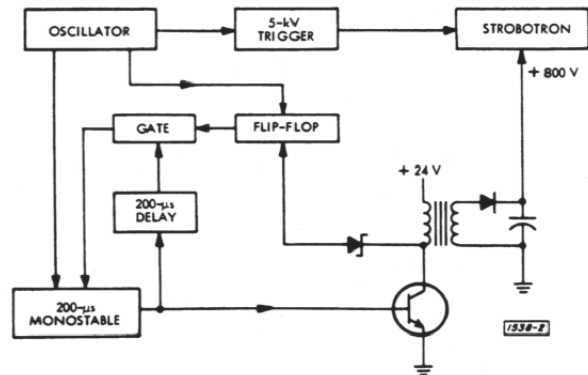 OSCILLATOR
5-kV
TRIGGER
STROBOTRON
+ 800 V
GATE
FLIP-FLOP
+ 24 V
200-μs
DELAY
200-μs
MONOSTABLE
1538-2